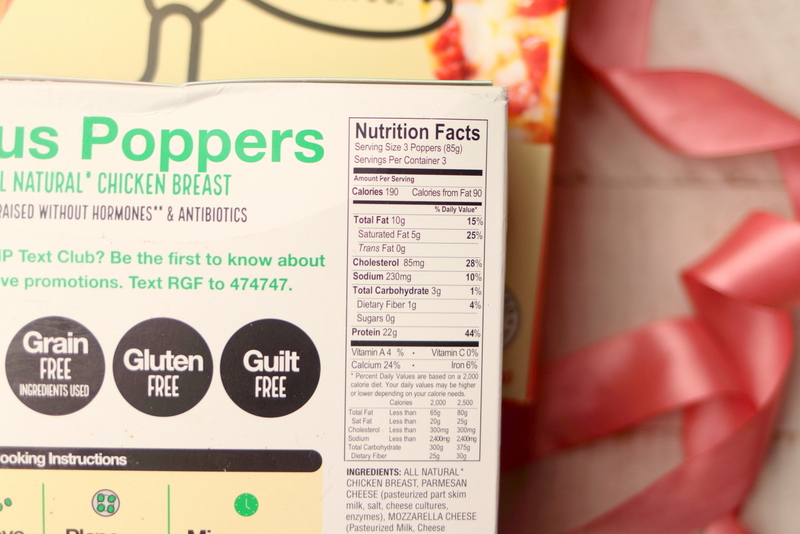 us Poppers
L NATURAL* CHICKEN BREAST
RAISED WITHOUT HORMONES** & ANTIBIOTICS
IP Text Club? Be the first to know about
ve promotions. Text RGF to 474747.
Grain
FREE
INGREDIENTS USED
Gluten
FREE
Guilt
FREE
ooking Instructions
Nutrition Facts
Serving Size 3 Poppers (85g)
Servings Per Container 3
Amount Per Serving
Calories 190 Calories from Fat 90
% Daily Value*
Total Fat 10g 15%
Saturated Fat 5g 25%
Trans Fat 0g
Cholesterol 85mg 28%
Sodium 230mg 10%
Total Carbohydrate 3g 1%
Dietary Fiber 1g 4%
Sugars 0g
Protein 22g 44%
Vitamin A 4 % • Vitamin C 0%
Calcium 24% • Iron 6%
* Percent Daily Values are based on a 2,000
calorie diet. Your daily values may be higher
or lower depending on your calorie needs.
Calories 2,000 2,500
Total Fat Less than 65g 80g
Sat Fat Less than 20g 25g
Cholesterol Less than 300mg 300mg
Sodium Less than 2,400mg 2,400mg
Total Carbohydrate 300g 375g
Dietary Fiber 25g 30g
INGREDIENTS: ALL NATURAL*
CHICKEN BREAST, PARMESAN
CHEESE (pasteurized part skim
milk, salt, cheese cultures,
enzymes), MOZZARELLA CHEESE
(Pasteurized Milk, Cheese